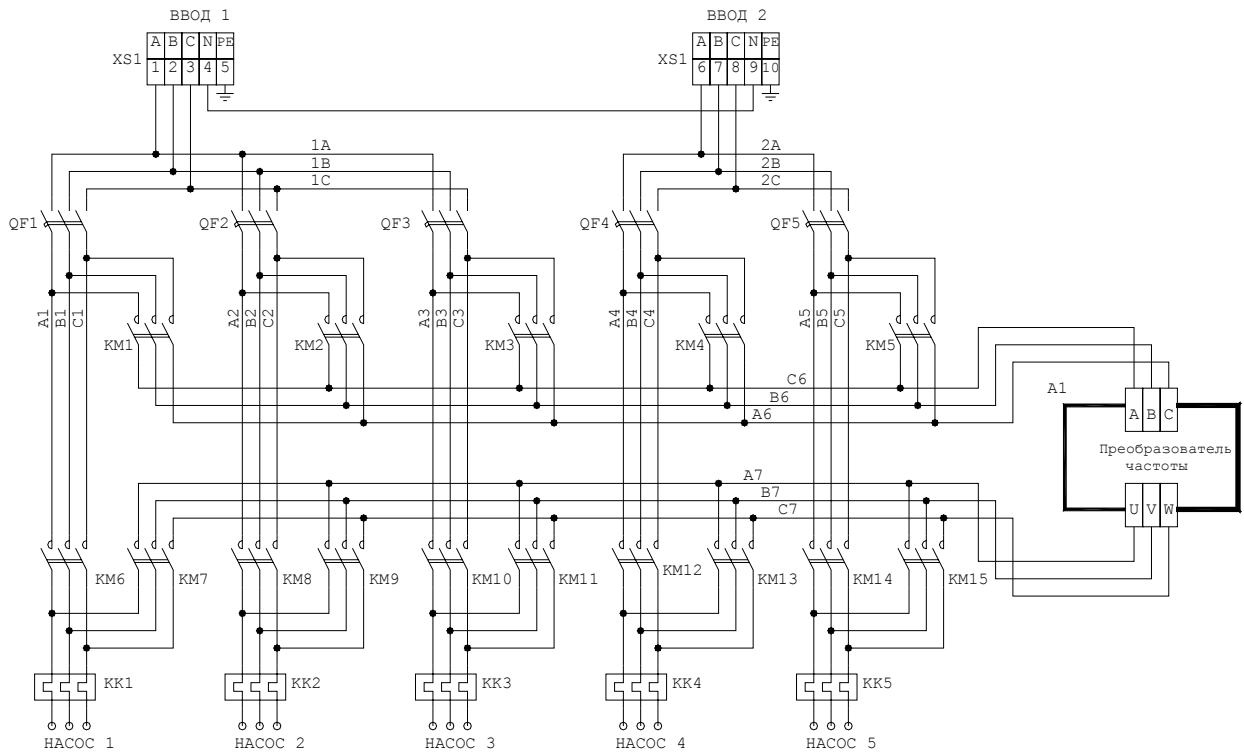 ВВОД 1 ВВОД 2
A B C N PE A B C N PE
XS1 XS1
1 2 3 4 5 6 7 8 9 10
1A 2A
1B 2B
1C 2C
QF1 QF2 QF3 QF4 QF5
A1 B1 C1 A2 B2 C2 A3 B3 C3 A4 B4 C4 A5 B5 C5
KM1 KM2 KM3 KM4 KM5
C6
B6
A6
A1
A B C
Преобразователь
частоты
A7
B7
C7
U V W
KM6 KM7 KM8 KM9 KM10 KM11 KM12 KM13 KM14 KM15
KK1 KK2 KK3 KK4 KK5
НАСОС 1 НАСОС 2 НАСОС 3 НАСОС 4 НАСОС 5